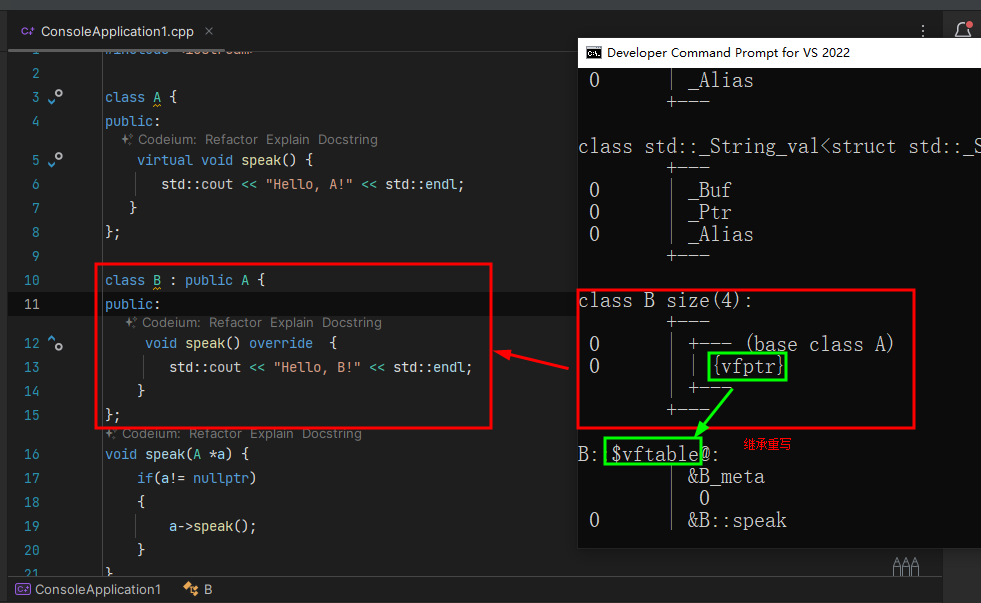 ConsoleApplication1.cpp
2
3 class A {
4 public:
Codeium: Refactor Explain Docstring
5 virtual void speak() {
6 std::cout << "Hello, A!" << std::endl;
7 }
8 };
9
10 class B : public A {
11 public:
Codeium: Refactor Explain Docstring
12 void speak() override {
13 std::cout << "Hello, B!" << std::endl;
14 }
15 };
Codeium: Refactor Explain Docstring
16 void speak(A *a) {
17 if(a!= nullptr)
18 {
19 a->speak();
20 }
21 }
ConsoleApplication1 B
Developer Command Prompt for VS 2022
0 | _Alias
+---
class std::_String_val<struct std::_S
+---
0 | _Buf
0 | _Ptr
0 | _Alias
+---
class B size(4):
+---
0 | +--- (base class A)
0 | | {vfptr}
| +---
+---
继承重写
B: $vftable@:
| &B_meta
| 0
0 | &B::speak